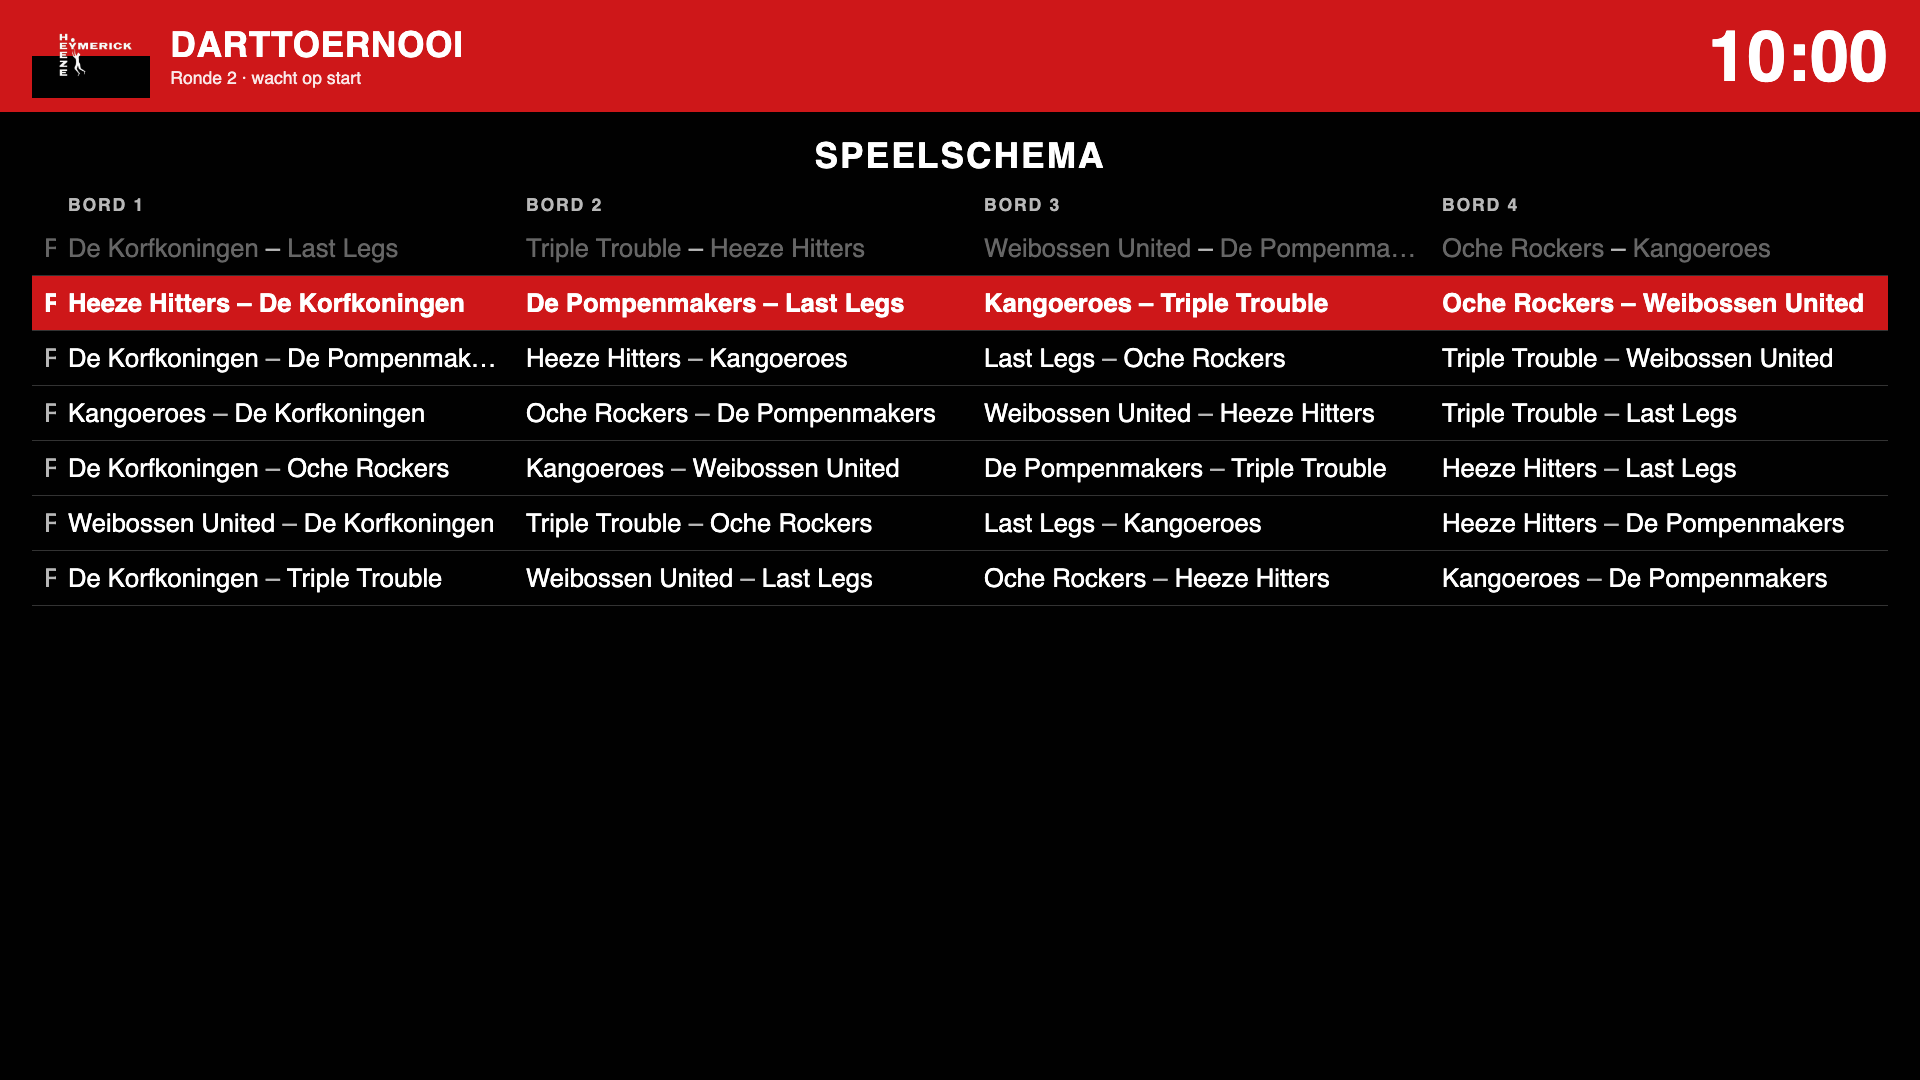 HEYMERICK
HEEZE
DARTTOERNOOI
Ronde 2 · wacht op start
10:00
SPEELSCHEMA
BORD 1 BORD 2 BORD 3 BORD 4
F De Korfkoningen – Last Legs Triple Trouble – Heeze Hitters Weibossen United – De Pompenma… Oche Rockers – Kangoeroes
F Heeze Hitters – De Korfkoningen De Pompenmakers – Last Legs Kangoeroes – Triple Trouble Oche Rockers – Weibossen United
F De Korfkoningen – De Pompenmak… Heeze Hitters – Kangoeroes Last Legs – Oche Rockers Triple Trouble – Weibossen United
F Kangoeroes – De Korfkoningen Oche Rockers – De Pompenmakers Weibossen United – Heeze Hitters Triple Trouble – Last Legs
F De Korfkoningen – Oche Rockers Kangoeroes – Weibossen United De Pompenmakers – Triple Trouble Heeze Hitters – Last Legs
F Weibossen United – De Korfkoningen Triple Trouble – Oche Rockers Last Legs – Kangoeroes Heeze Hitters – De Pompenmakers
F De Korfkoningen – Triple Trouble Weibossen United – Last Legs Oche Rockers – Heeze Hitters Kangoeroes – De Pompenmakers